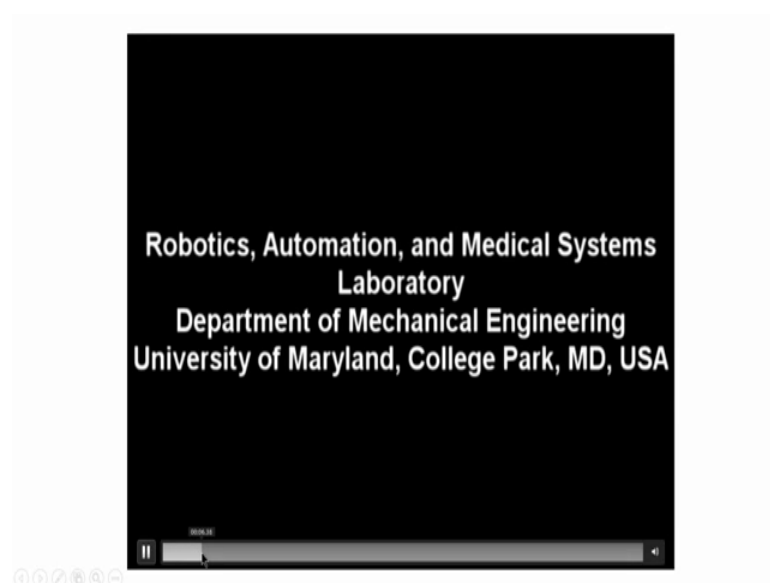 Robotics, Automation, and Medical Systems
Laboratory
Department of Mechanical Engineering
University of Maryland, College Park, MD, USA